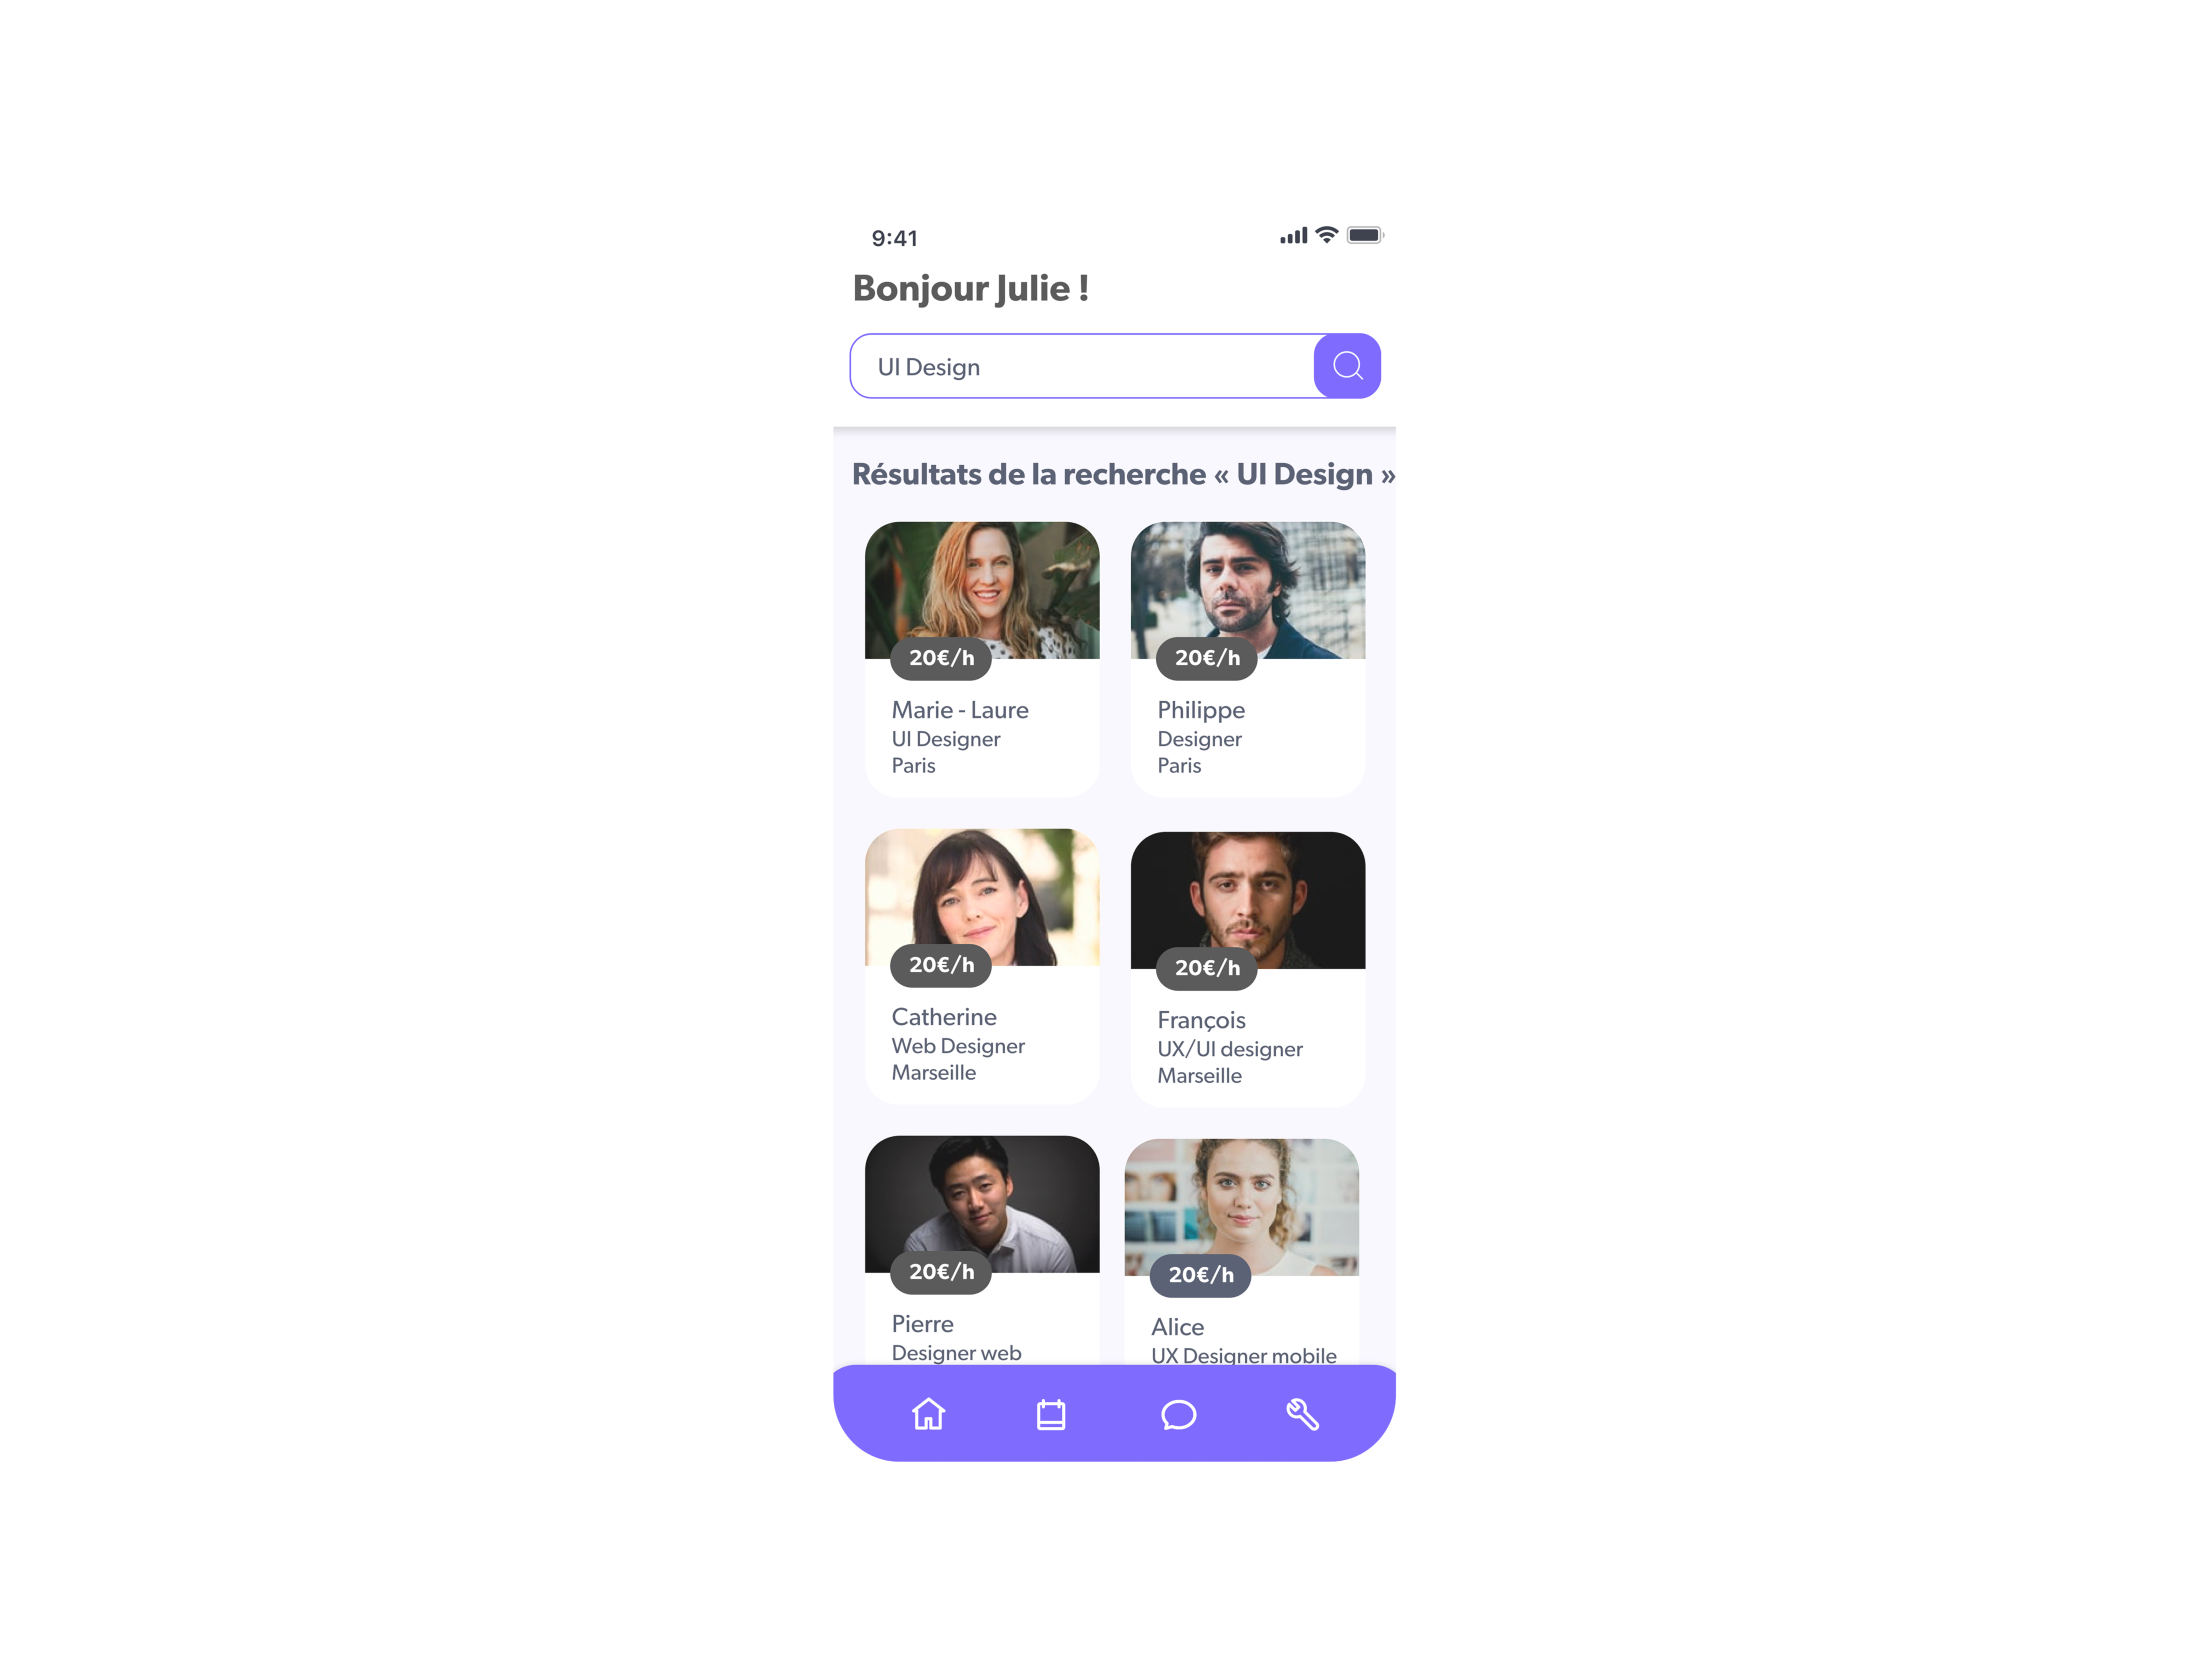 9:41
Bonjour Julie !
UI Design
Résultats de la recherche « UI Design »
20€/h
Marie - Laure
UI Designer
Paris
20€/h
Philippe
Designer
Paris
20€/h
Catherine
Web Designer
Marseille
20€/h
François
UX/UI designer
Marseille
20€/h
Pierre
Designer web
20€/h
Alice
UX Designer mobile